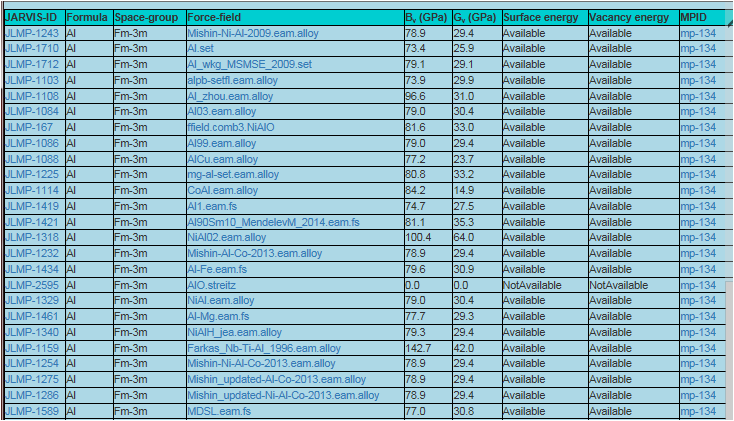 JARVIS-ID Formula Space-group Force-field Bv (GPa) Gv (GPa) Surface energy Vacancy energy MPID
JLMP-1243 Al Fm-3m Mishin-Ni-Al-2009.eam.alloy 78.9 29.4 Available Available mp-134
JLMP-1710 Al Fm-3m Al.set 73.4 25.9 Available Available mp-134
JLMP-1712 Al Fm-3m Al_wkg_MSMSE_2009.set 79.1 29.1 Available Available mp-134
JLMP-1103 Al Fm-3m alpb-setfl.eam.alloy 73.9 29.9 Available Available mp-134
JLMP-1108 Al Fm-3m Al_zhou.eam.alloy 96.6 31.0 Available Available mp-134
JLMP-1084 Al Fm-3m Al03.eam.alloy 79.0 30.4 Available Available mp-134
JLMP-167 Al Fm-3m ffield.comb3.NiAlO 81.6 33.0 Available Available mp-134
JLMP-1086 Al Fm-3m Al99.eam.alloy 79.0 29.4 Available Available mp-134
JLMP-1088 Al Fm-3m AlCu.eam.alloy 77.2 23.7 Available Available mp-134
JLMP-1225 Al Fm-3m mg-al-set.eam.alloy 80.8 33.2 Available Available mp-134
JLMP-1114 Al Fm-3m CoAl.eam.alloy 84.2 14.9 Available Available mp-134
JLMP-1419 Al Fm-3m Al1.eam.fs 74.7 27.5 Available Available mp-134
JLMP-1421 Al Fm-3m Al90Sm10_MendelevM_2014.eam.fs 81.1 35.3 Available Available mp-134
JLMP-1318 Al Fm-3m NiAl02.eam.alloy 100.4 64.0 Available Available mp-134
JLMP-1232 Al Fm-3m Mishin-Al-Co-2013.eam.alloy 78.9 29.4 Available Available mp-134
JLMP-1434 Al Fm-3m Al-Fe.eam.fs 79.6 30.9 Available Available mp-134
JLMP-2595 Al Fm-3m AlO.streitz 0.0 0.0 NotAvailable NotAvailable mp-134
JLMP-1329 Al Fm-3m NiAl.eam.alloy 79.0 30.4 Available Available mp-134
JLMP-1461 Al Fm-3m Al-Mg.eam.fs 77.7 29.3 Available Available mp-134
JLMP-1340 Al Fm-3m NiAlH_jea.eam.alloy 79.3 29.4 Available Available mp-134
JLMP-1159 Al Fm-3m Farkas_Nb-Ti-Al_1996.eam.alloy 142.7 42.0 Available Available mp-134
JLMP-1254 Al Fm-3m Mishin-Ni-Al-Co-2013.eam.alloy 78.9 29.4 Available Available mp-134
JLMP-1275 Al Fm-3m Mishin_updated-Al-Co-2013.eam.alloy 78.9 29.4 Available Available mp-134
JLMP-1286 Al Fm-3m Mishin_updated-Ni-Al-Co-2013.eam.alloy 78.9 29.4 Available Available mp-134
JLMP-1589 Al Fm-3m MDSL.eam.fs 77.0 30.8 Available Available mp-134